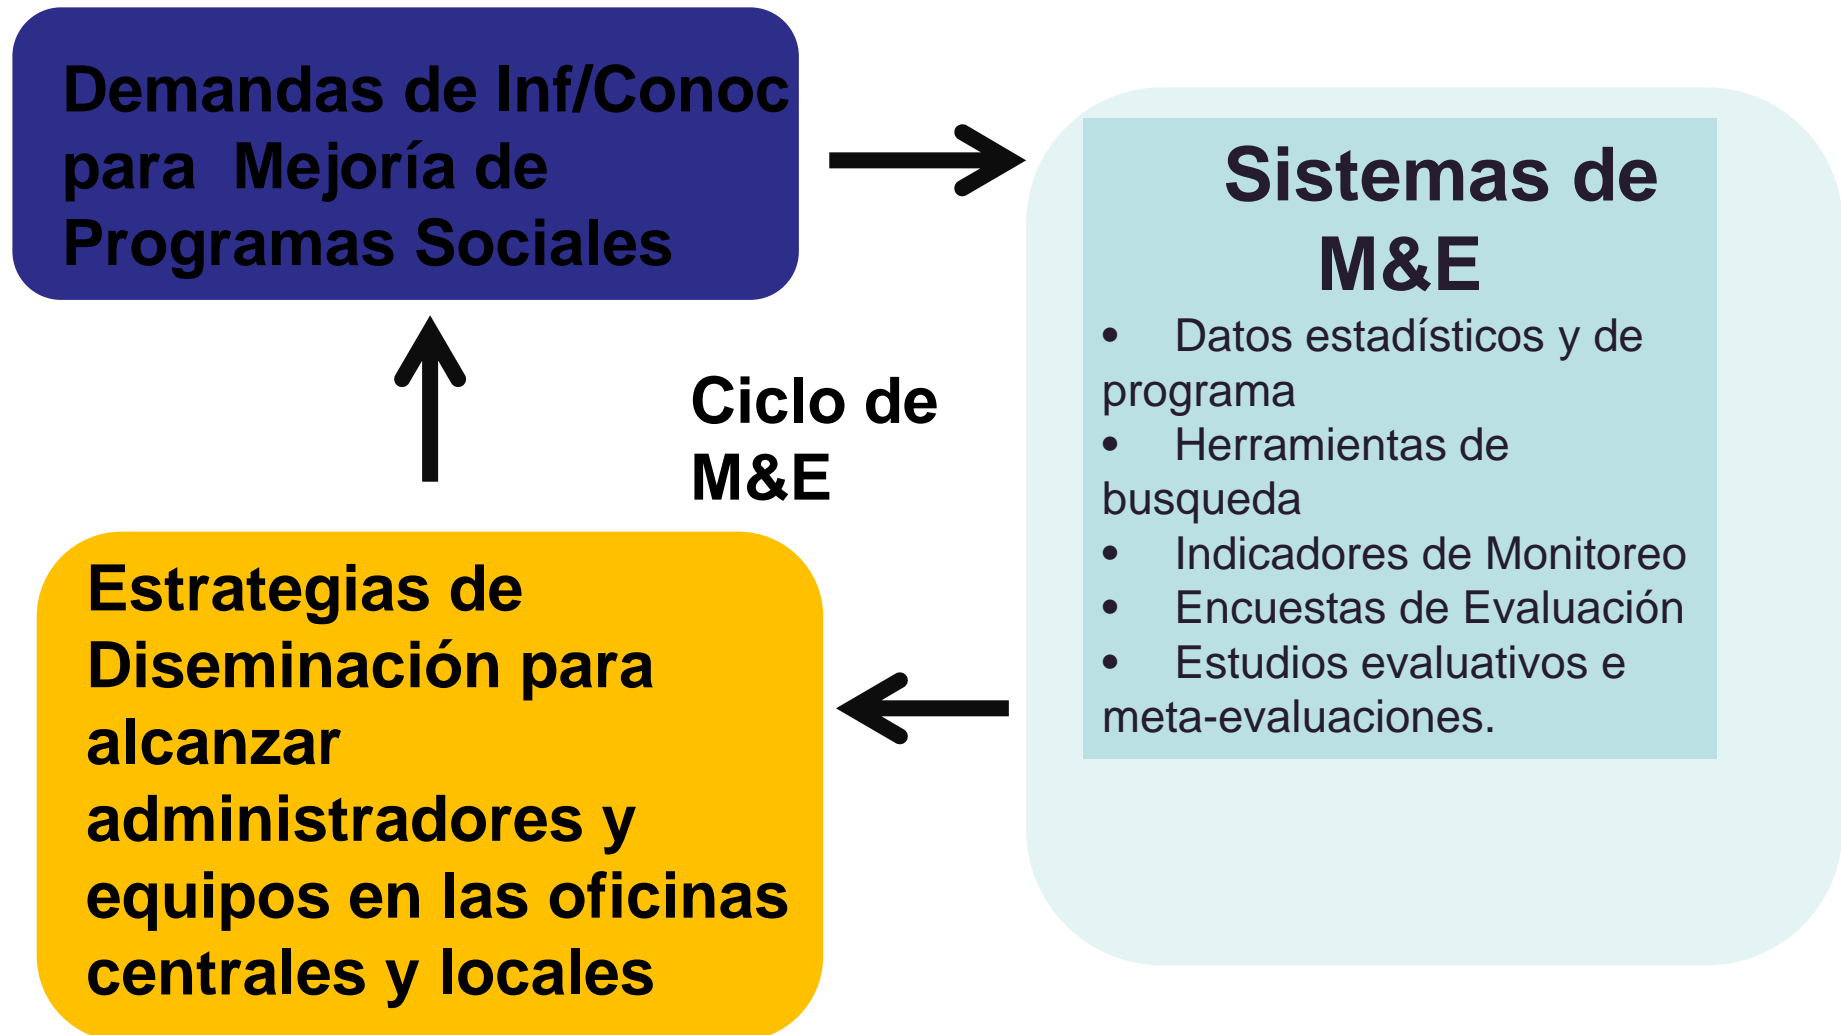 Demandas de Inf/Conoc
para Mejoría de
Programas Sociales
Sistemas de
M&E
• Datos estadísticos y de
programa
• Herramientas de
busqueda
• Indicadores de Monitoreo
• Encuestas de Evaluación
• Estudios evaluativos e
meta-evaluaciones.
Ciclo de
M&E
Estrategias de
Diseminación para
alcanzar
administradores y
equipos en las oficinas
centrales y locales